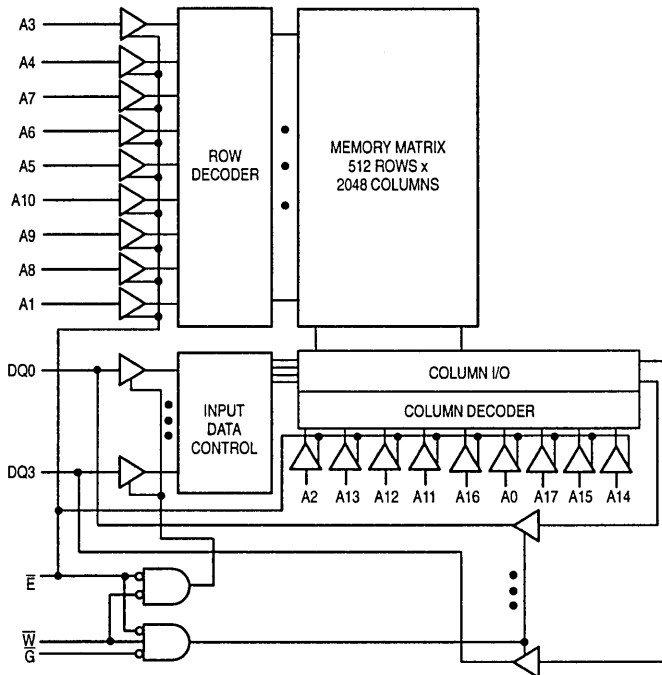 A3
A4
A7
A6
A5
A10
A9
A8
A1
ROW
DECODER
MEMORY MATRIX
512 ROWS x
2048 COLUMNS
DQ0
DQ3
INPUT
DATA
CONTROL
COLUMN I/O
COLUMN DECODER
A2 A13 A12 A11 A16 A0 A17 A15 A14
E̅
W̅
G̅